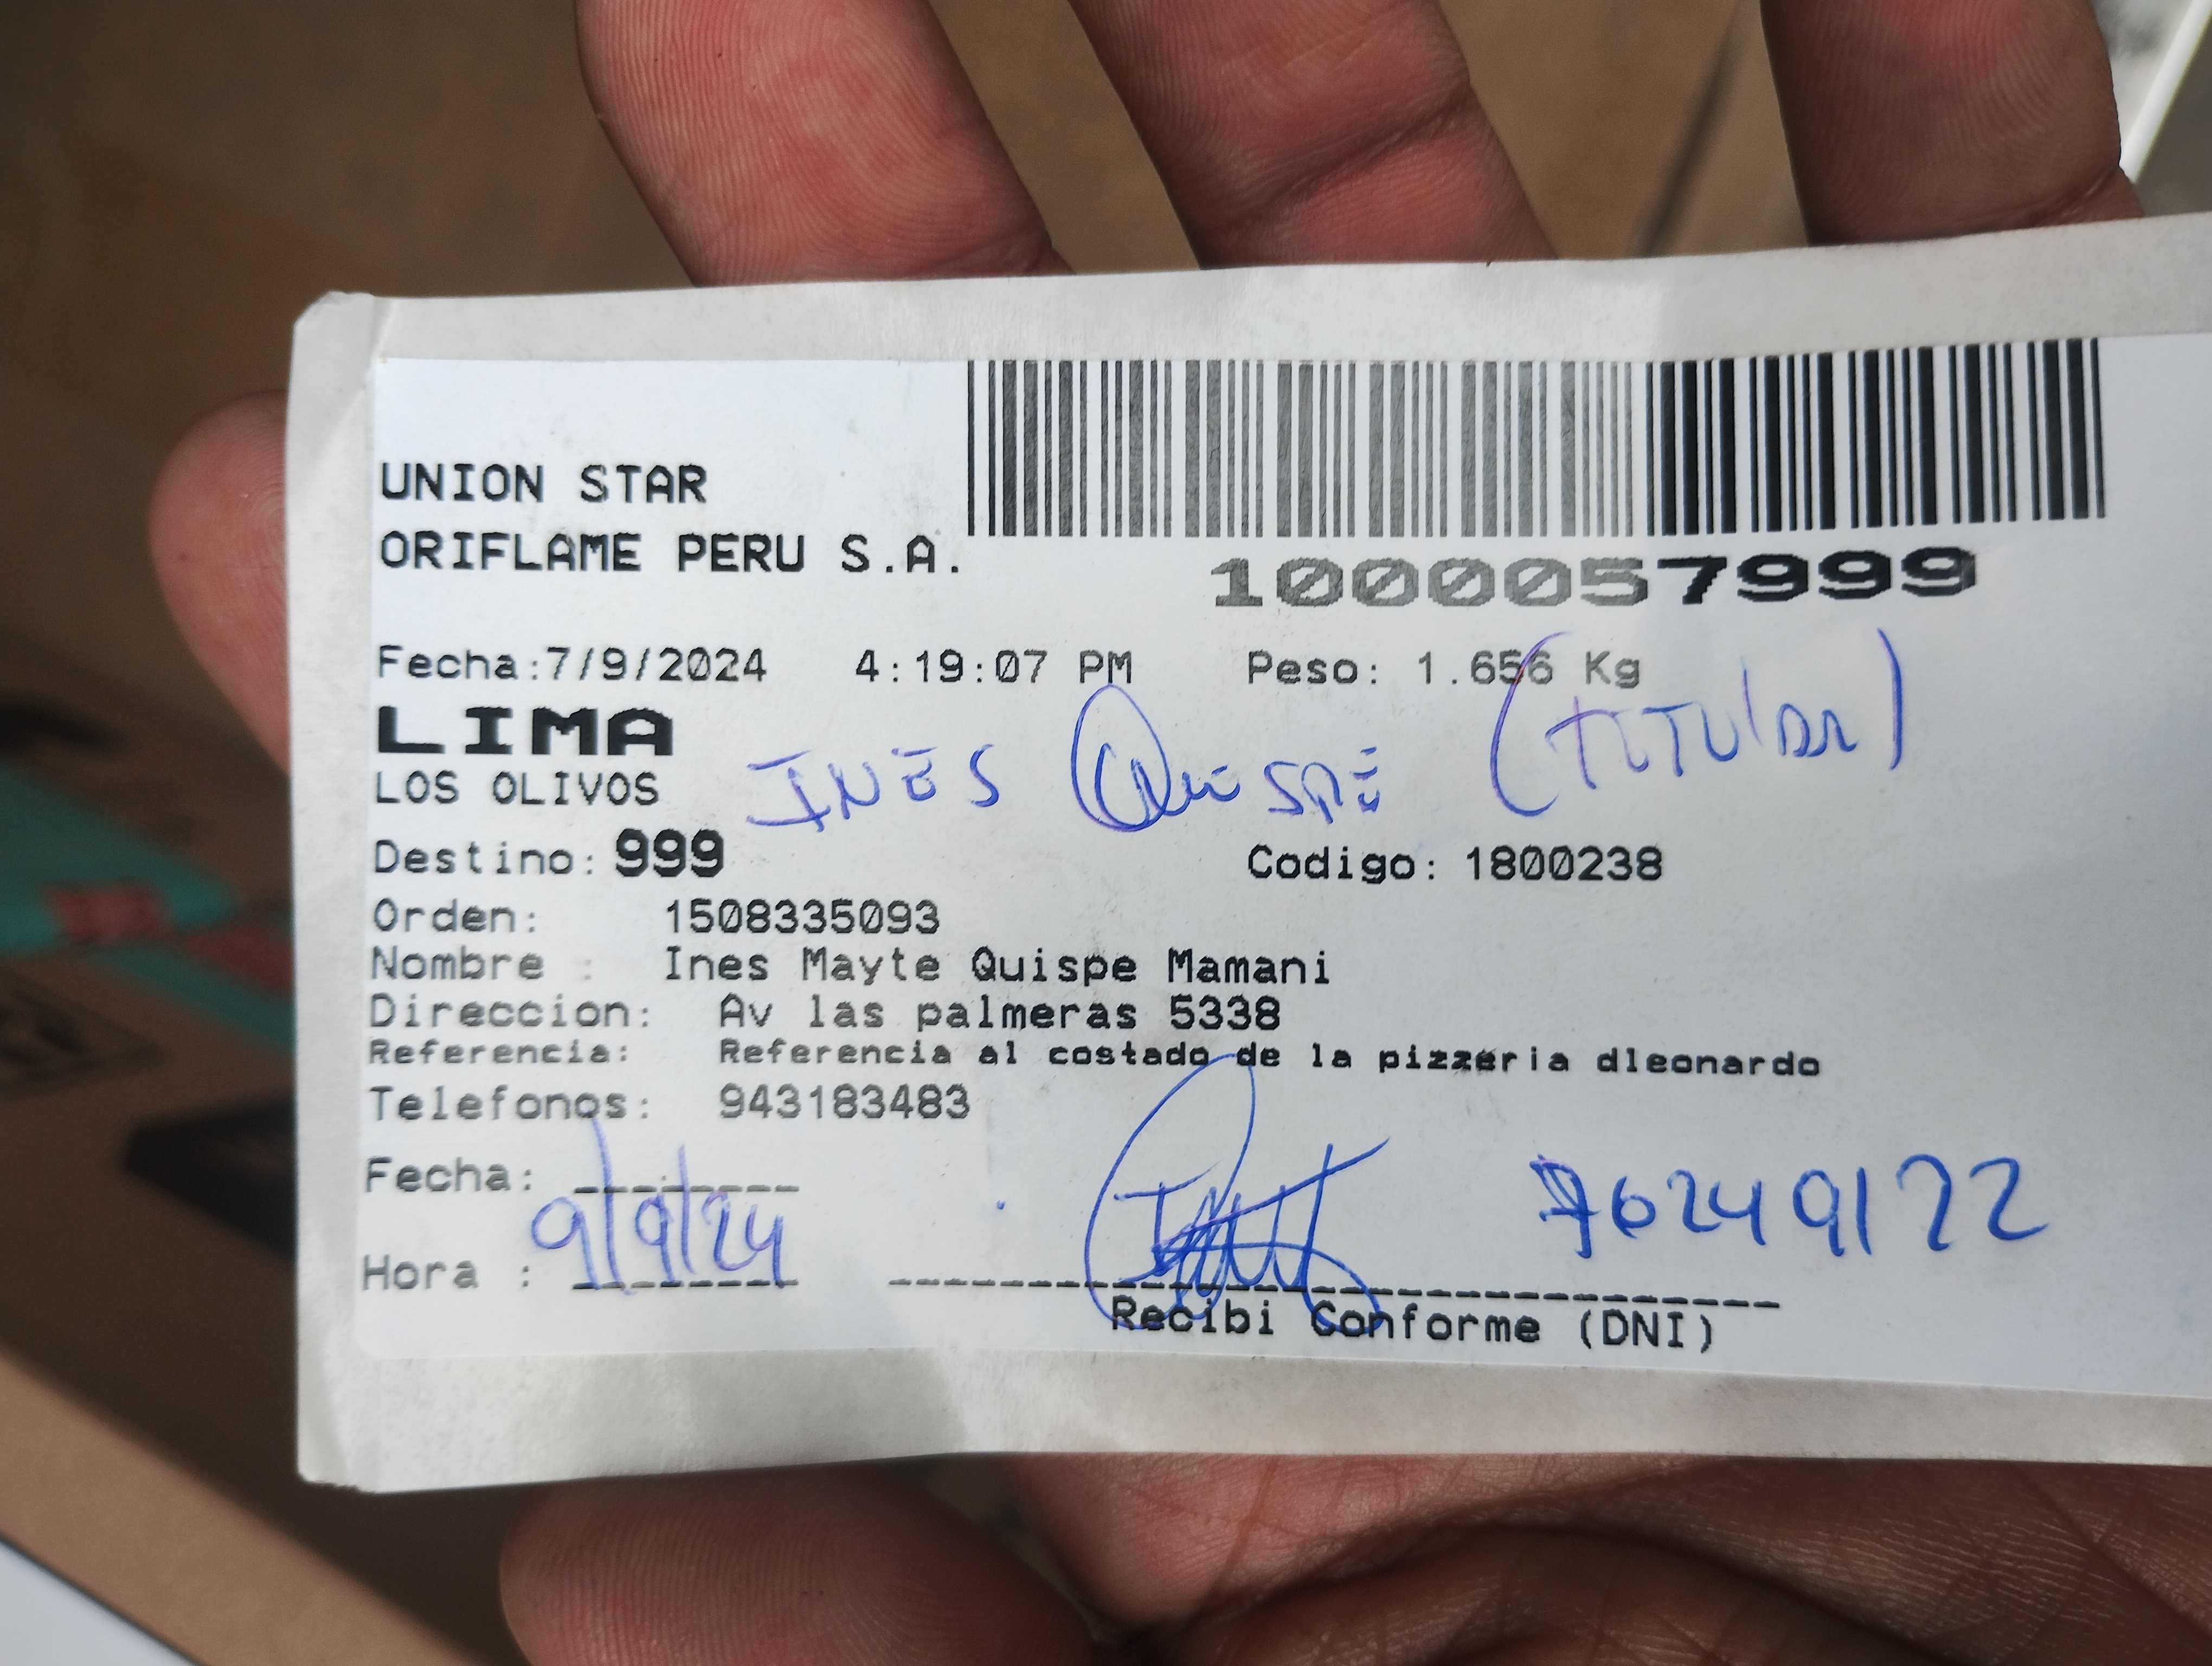 UNION STAR
ORIFLAME PERU S.A.
1000057999
Fecha:7/9/2024 4:19:07 PM Peso: 1.656 Kg
LIMA
LOS OLIVOS
INES Quispe (TITULAR)
Destino: 999 Codigo: 1800238
Orden: 1508335093
Nombre : Ines Mayte Quispe Mamani
Direccion: Av las palmeras 5338
Referencia: Referencia al costado de la pizzeria dleonardo
Telefonos: 943183483
Fecha: 9/9/24
70249122
Hora :
Recibi Conforme (DNI)